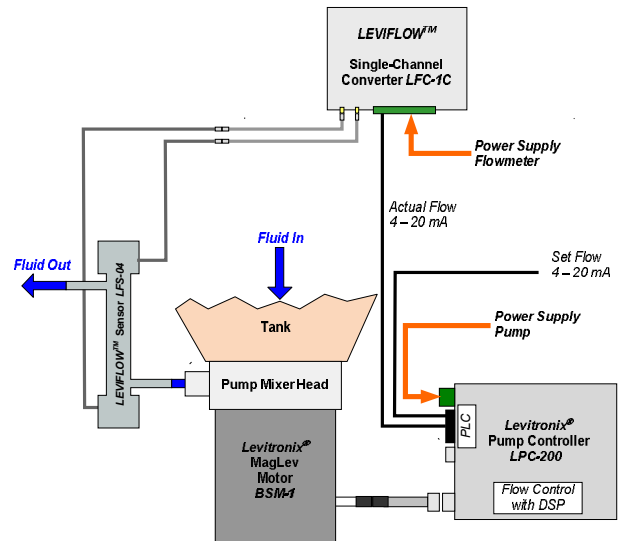 LEVIFLOW™
Single-Channel
Converter LFC-1C
Power Supply
Flowmeter
Actual Flow
4 – 20 mA
Fluid In
Set Flow
4 – 20 mA
Fluid Out
LEVIFLOW™ Sensor LFS-04
Tank
Power Supply
Pump
Pump Mixer Head
PLC
Levitronix®
Pump Controller
LPC-200
Levitronix®
MagLev
Motor
BSM-1
Flow Control
with DSP